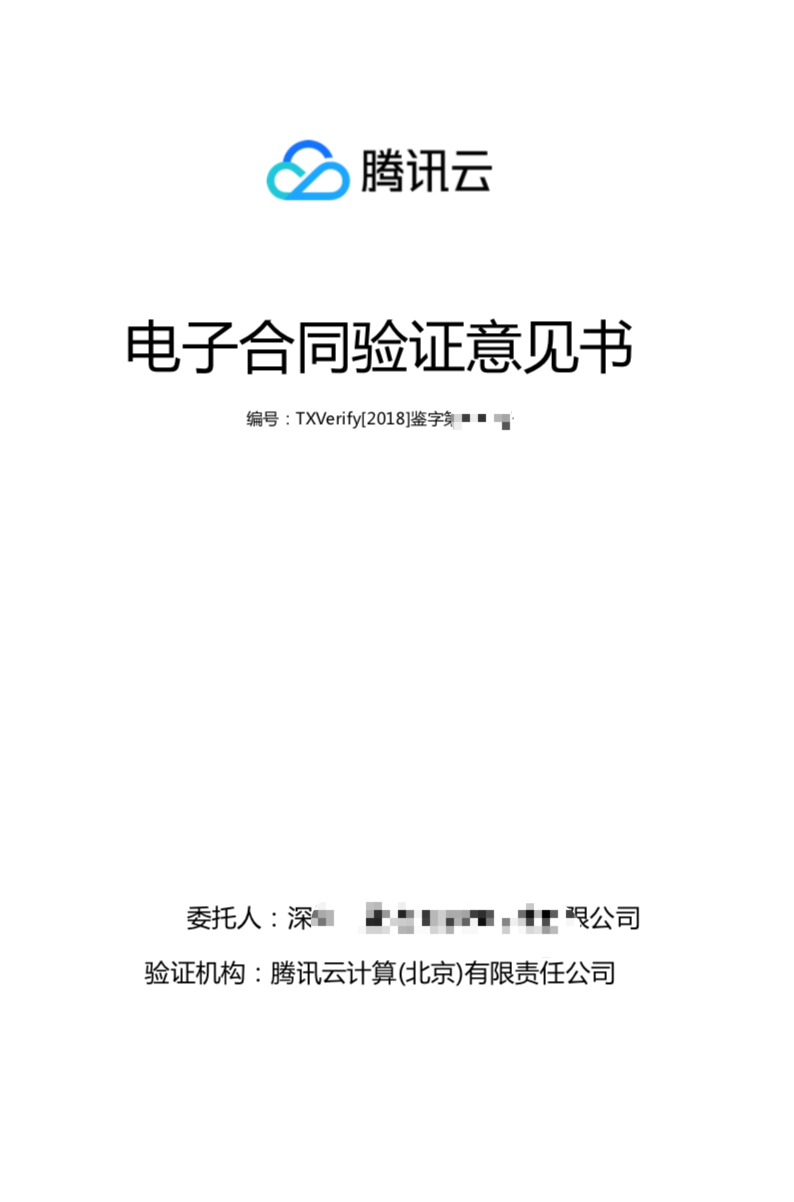 腾讯云
电子合同验证意见书
编号：TXVerify[2018]鉴字第
委托人：深 限公司
验证机构：腾讯云计算(北京)有限责任公司